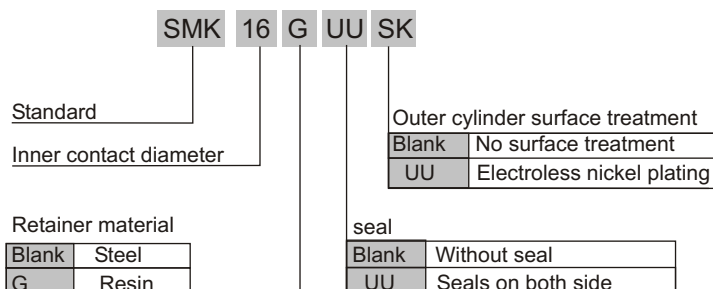 SMK 16 G UU SK
Standard
Outer cylinder surface treatment
Blank No surface treatment
Inner contact diameter
UU Electroless nickel plating
Retainer material
seal
Blank Steel
Blank Without seal
G Resin
UU Seals on both side